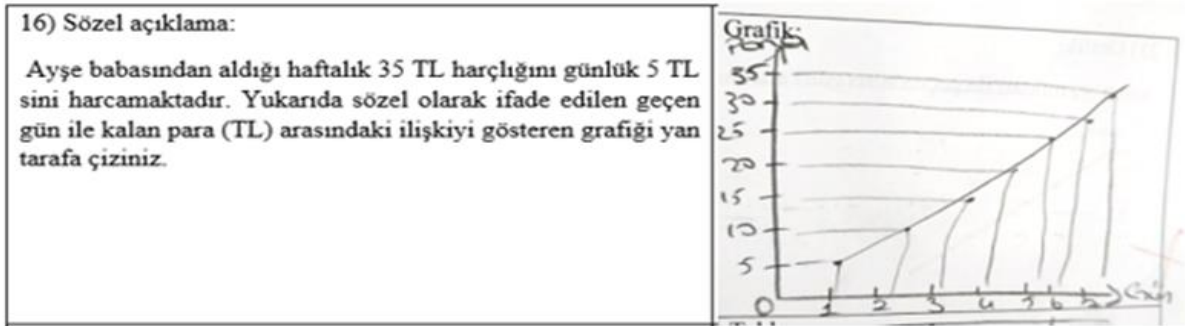 16) Sözel açıklama:
Ayşe babasından aldığı haftalık 35 TL harçlığını günlük 5 TL
sini harcamaktadır. Yukarıda sözel olarak ifade edilen geçen
gün ile kalan para (TL) arasındaki ilişkiyi gösteren grafiği yan
tarafa çiziniz.
Grafik:
Para
35
30
25
20
15
10
5
0 1 2 3 4 5 6 7 Gün